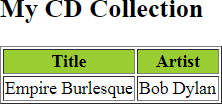 My CD Collection
Title Artist
Empire Burlesque Bob Dylan